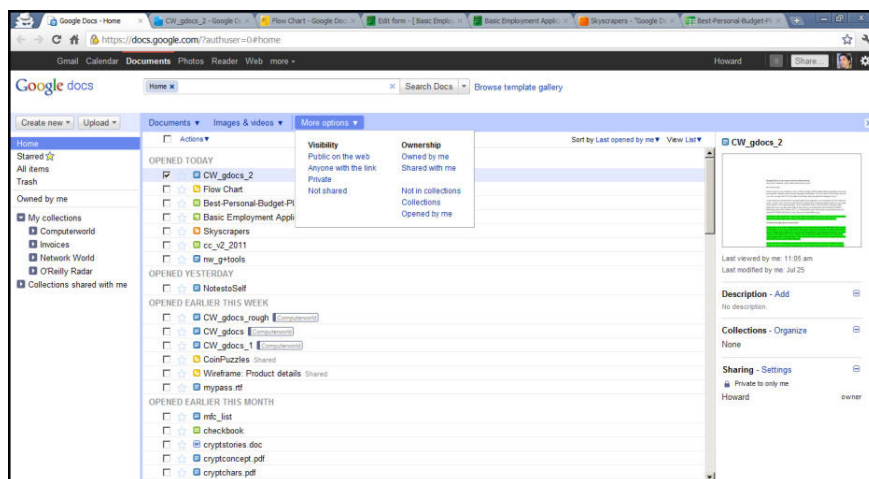 Google Docs - Home
CW_gdocs_2 - Google D
Flow Chart - Google Doc
Edit form - [ Basic Emplo
Basic Employment Applic
Skyscrapers - "Google D
Best-Personal-Budget-Pl
https://docs.google.com/?authuser=0#home
Gmail Calendar Documents Photos Reader Web more
Howard 0 Share...
Google docs
Home x
Search Docs
Browse template gallery
Create new Upload
Documents Images & videos More options
Home
Starred
All items
Trash
Owned by me
My collections
Computerworld
Invoices
Network World
O'Reilly Radar
Collections shared with me
Actions
Sort by Last opened by me View List
Visibility
Public on the web
Anyone with the link
Private
Not shared
Ownership
Owned by me
Shared with me
Not in collections
Collections
Opened by me
OPENED TODAY
CW_gdocs_2
Flow Chart
Best-Personal-Budget-Pl
Basic Employment Appli
Skyscrapers
cc_v2_2011
nw_g+tools
OPENED YESTERDAY
NotestoSelf
OPENED EARLIER THIS WEEK
CW_gdocs_rough Computerworld
CW_gdocs Computerworld
CW_gdocs_1 Computerworld
CoinPuzzles Shared
Wireframe: Product details Shared
mypass.rtf
OPENED EARLIER THIS MONTH
mfc_list
checkbook
cryptstories.doc
cryptconcept.pdf
cryptchars.pdf
CW_gdocs_2
Last viewed by me: 11:05 am
Last modified by me: Jul 25
Description - Add
No description.
Collections - Organize
None
Sharing - Settings
Private to only me
Howard owner